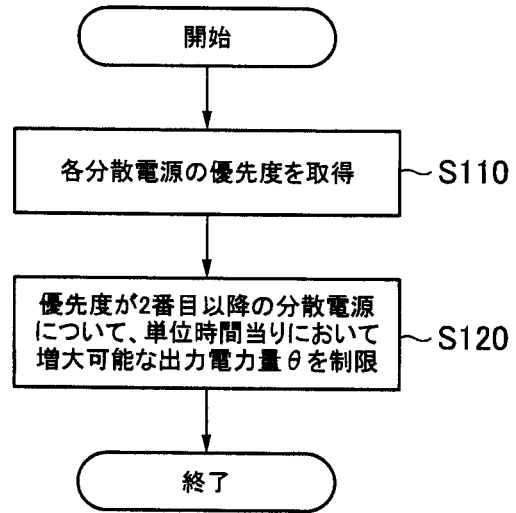 開始
各分散電源の優先度を取得
S110
優先度が2番目以降の分散電源
について、単位時間当りにおいて
増大可能な出力電力量θを制限
S120
終了